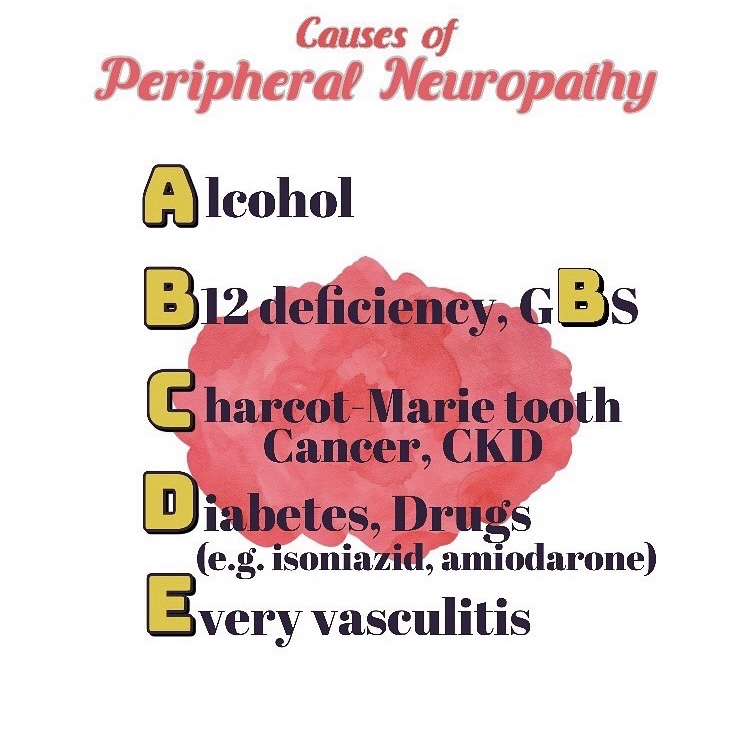 Causes of
Peripheral Neuropathy
Alcohol
B12 deficiency, GBS
Charcot-Marie tooth
Cancer, CKD
Diabetes, Drugs
(e.g. isoniazid, amiodarone)
Every vasculitis